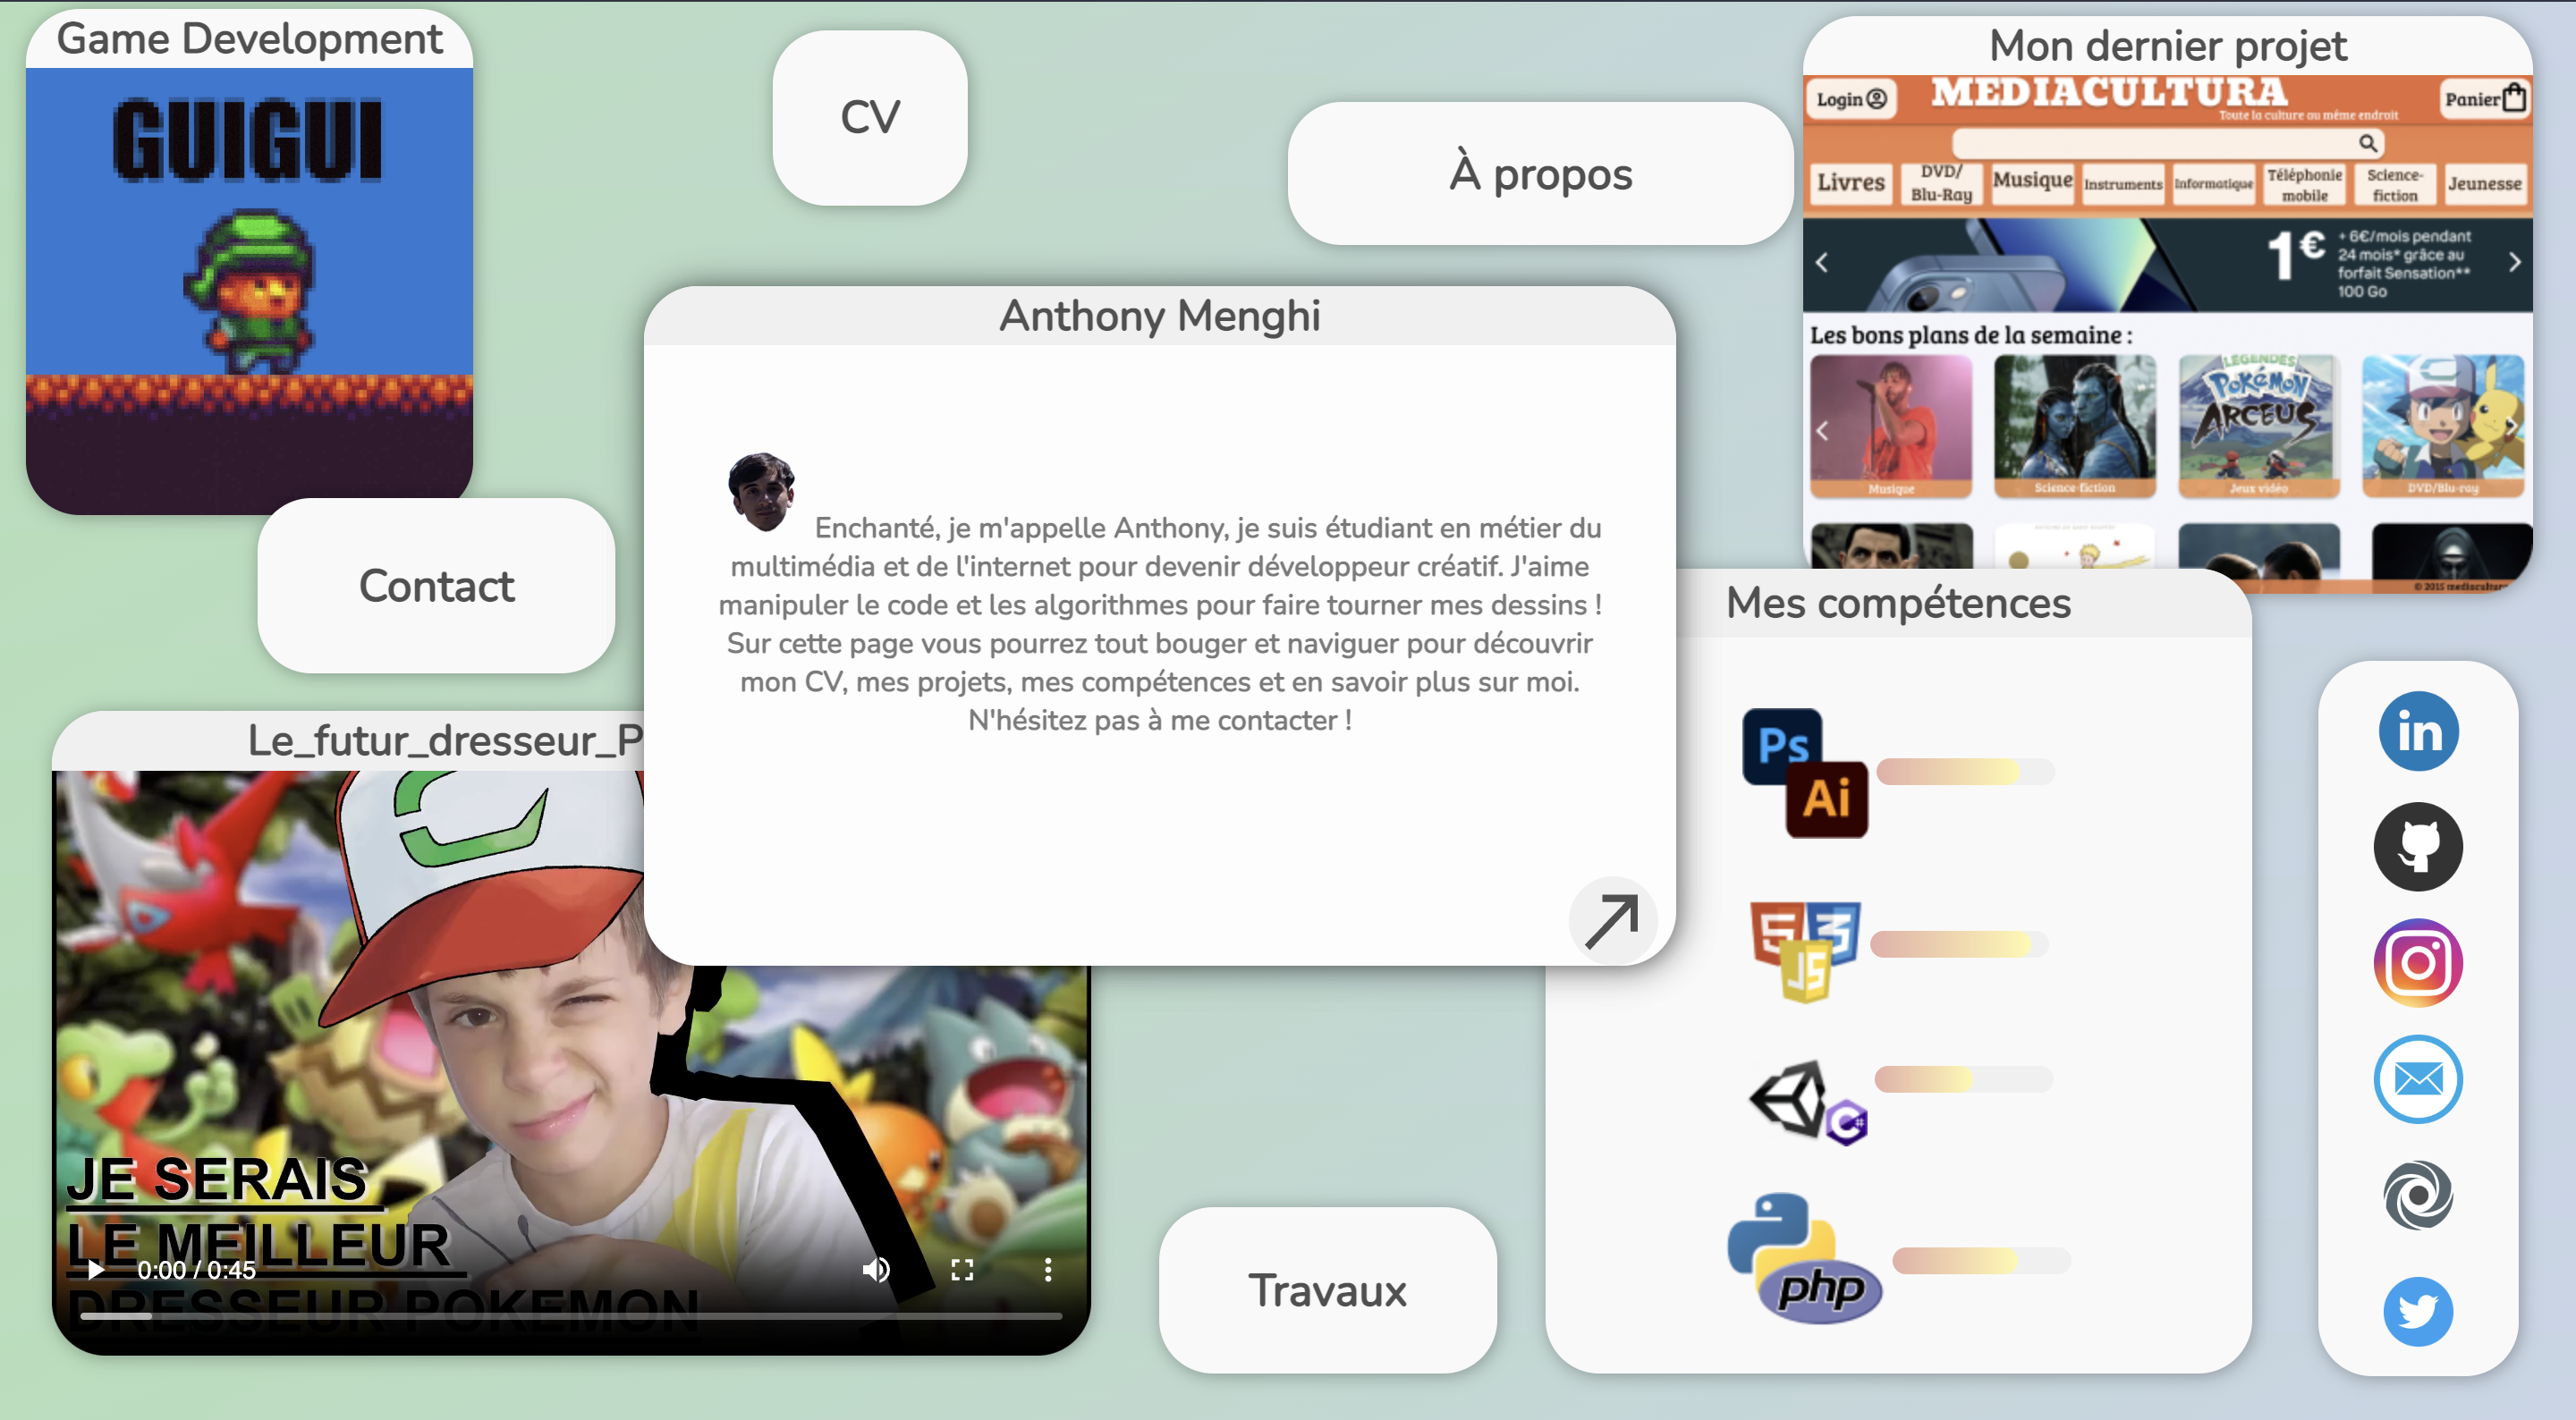 Game Development
GUIGUI
CV
À propos
Mon dernier projet
Login
MEDIACULTURA
Toute la culture au même endroit
Panier
Livres
DVD/
Blu-Ray
Musique
Instruments
Informatique
Téléphonie
mobile
Science-
fiction
Jeunesse
1€
+ 6€/mois pendant
24 mois* grâce au
forfait Sensation**
100 Go
Les bons plans de la semaine :
LÉGENDES
POKÉMON
ARCEUS
Musique
Science-fiction
Jeux vidéo
DVD/Blu-ray
© 2015 mediacultura
Anthony Menghi
Enchanté, je m'appelle Anthony, je suis étudiant en métier du
multimédia et de l'internet pour devenir développeur créatif. J'aime
manipuler le code et les algorithmes pour faire tourner mes dessins !
Sur cette page vous pourrez tout bouger et naviguer pour découvrir
mon CV, mes projets, mes compétences et en savoir plus sur moi.
N'hésitez pas à me contacter !
Contact
Le_futur_dresseur_P
JE SERAIS
LE MEILLEUR
DRESSEUR POKEMON
0:00 / 0:45
Travaux
Mes compétences
Ps
Ai
5
3
JS
C#
php
in